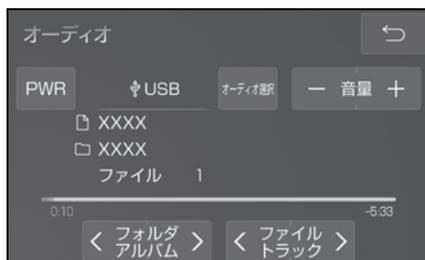 オーディオ
PWR USB オーディオ選択 － 音量 ＋
XXXX
XXXX
ファイル 1
0:10 -5:33
< フォルダ アルバム > < ファイル トラック >